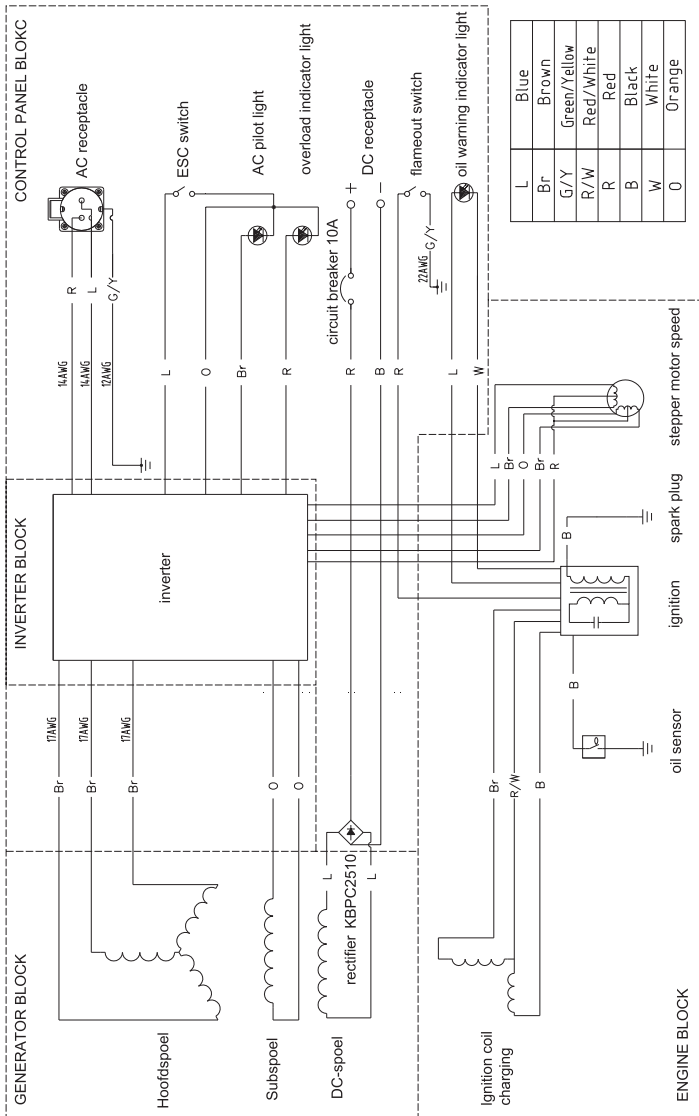 GENERATOR BLOCK
Hoofdspoel
Subspoel
DC-spoel
rectifier KBPC2510
Br
17AWG
Br
17AWG
Br
17AWG
O
O
L
L
INVERTER BLOCK
inverter
CONTROL PANEL BLOKC
14AWG
R
14AWG
L
12AWG
G/Y
AC receptacle
L
ESC switch
O
Br
AC pilot light
R
overload indicator light
R
circuit breaker 10A
+
DC receptacle
B
−
R
flameout switch
22AWG
G/Y
L
oil warning indicator light
W
ENGINE BLOCK
Ignition coil
charging
Br
R/W
B
oil sensor
B
ignition
B
spark plug
L
Br
O
Br
R
stepper motor speed
L Blue
Br Brown
G/Y Green/Yellow
R/W Red/White
R Red
B Black
W White
O Orange